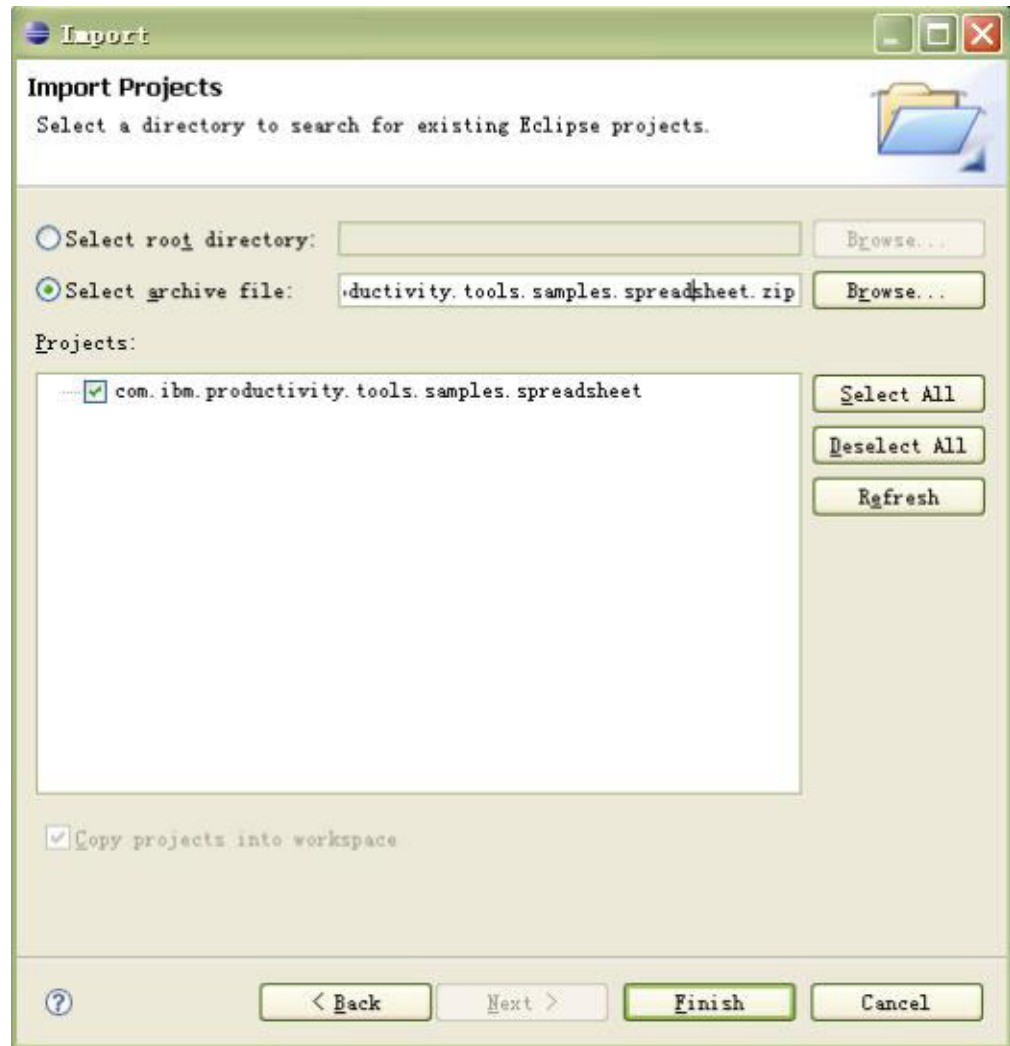 Import
Import Projects
Select a directory to search for existing Eclipse projects.
Select root directory:
Browse...
Select archive file:
ductivity.tools.samples.spreadsheet.zip
Browse...
Projects:
com.ibm.productivity.tools.samples.spreadsheet
Select All
Deselect All
Refresh
Copy projects into workspace
?
< Back
Next >
Finish
Cancel